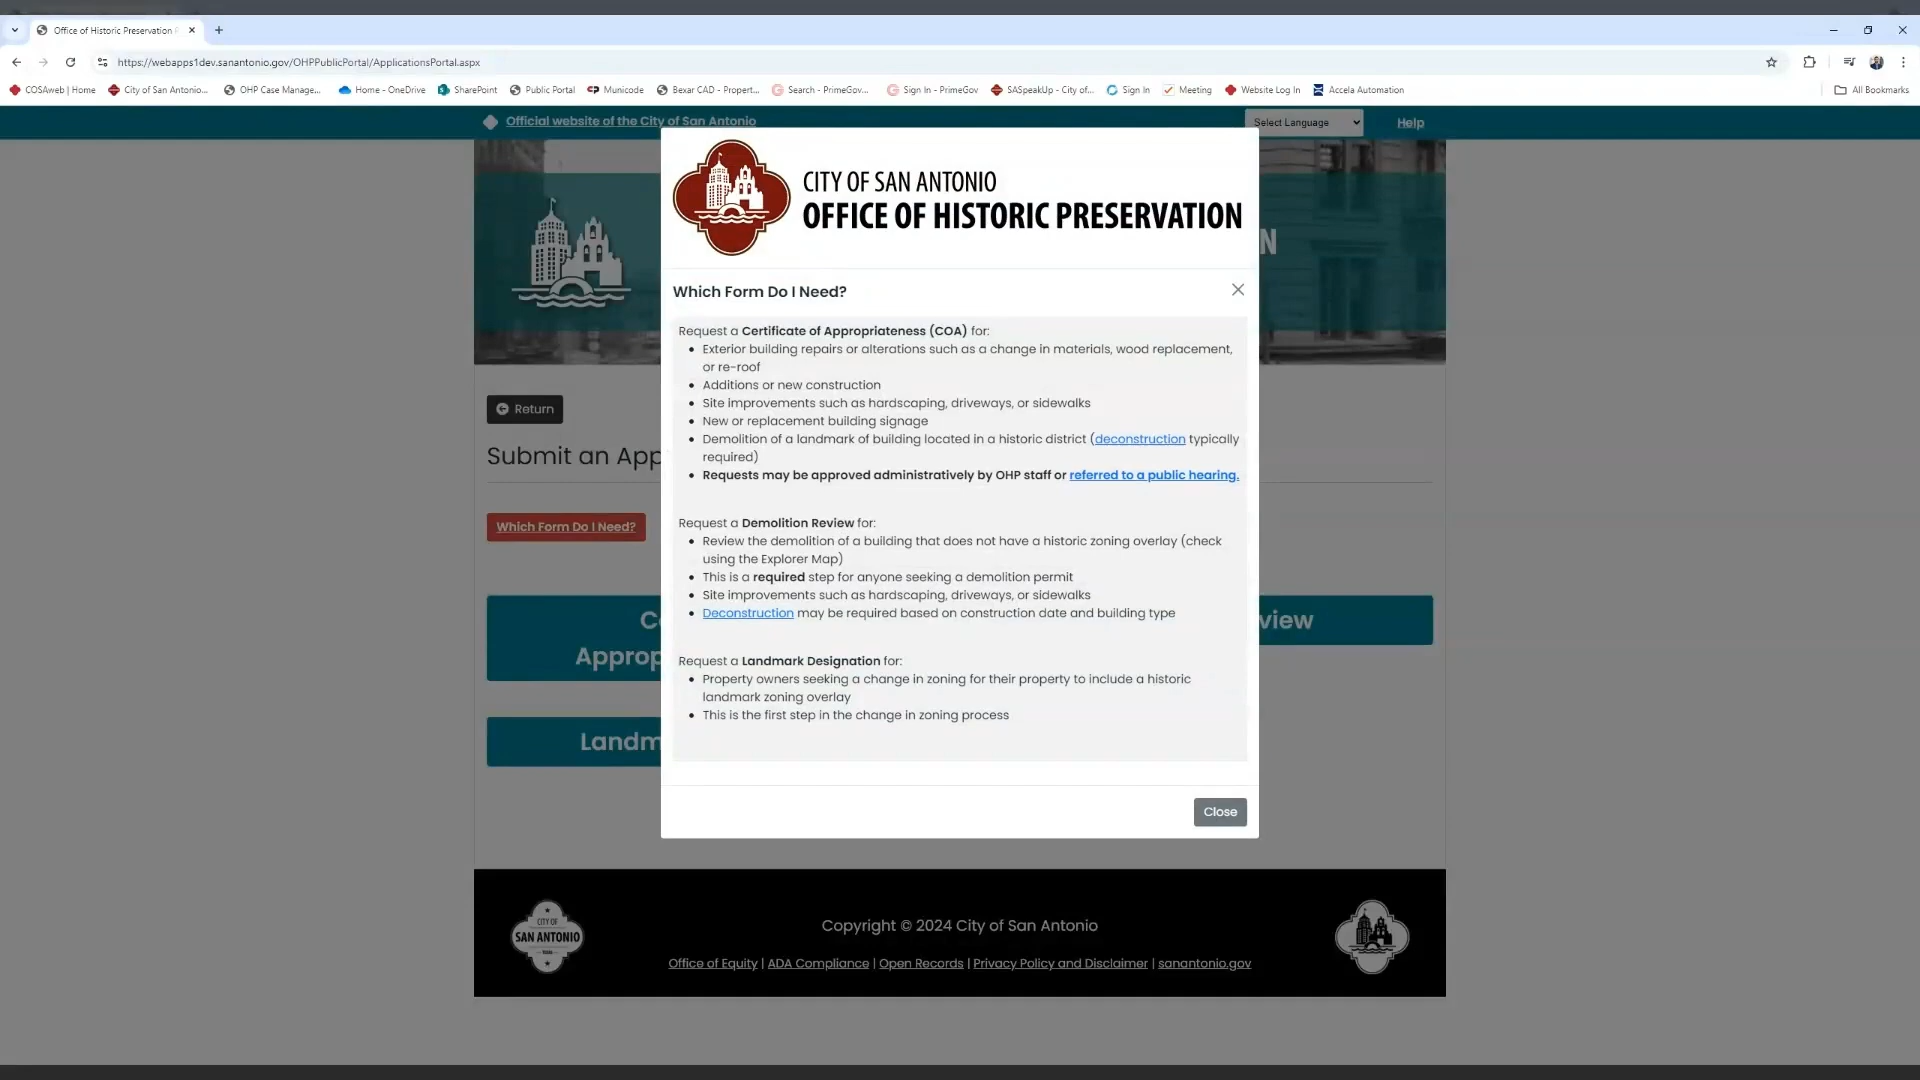 Office of Historic Preservation
https://webapps1dev.sanantonio.gov/OHPPublicPortal/ApplicationsPortal.aspx
COSAweb | Home
City of San Antonio...
OHP Case Manage...
Home - OneDrive
SharePoint
Public Portal
Municode
Bexar CAD - Propert...
Search - PrimeGov...
Sign In - PrimeGov
SASpeakUp - City of...
Sign In
Meeting
Website Log In
Accela Automation
All Bookmarks
Official website of the City of San Antonio
Select Language
Help
CITY OF SAN ANTONIO
OFFICE OF HISTORIC PRESERVATION
N
Which Form Do I Need?
Request a Certificate of Appropriateness (COA) for:
• Exterior building repairs or alterations such as a change in materials, wood replacement,
or re-roof
• Additions or new construction
• Site improvements such as hardscaping, driveways, or sidewalks
• New or replacement building signage
• Demolition of a landmark of building located in a historic district (deconstruction typically
required)
• Requests may be approved administratively by OHP staff or referred to a public hearing.
Request a Demolition Review for:
• Review the demolition of a building that does not have a historic zoning overlay (check
using the Explorer Map)
• This is a required step for anyone seeking a demolition permit
• Site improvements such as hardscaping, driveways, or sidewalks
• Deconstruction may be required based on construction date and building type
Request a Landmark Designation for:
• Property owners seeking a change in zoning for their property to include a historic
landmark zoning overlay
• This is the first step in the change in zoning process
Close
Return
Submit an App
Which Form Do I Need?
C
Approp
view
Landm
CITY OF
SAN ANTONIO
Copyright © 2024 City of San Antonio
Office of Equity | ADA Compliance | Open Records | Privacy Policy and Disclaimer | sanantonio.gov